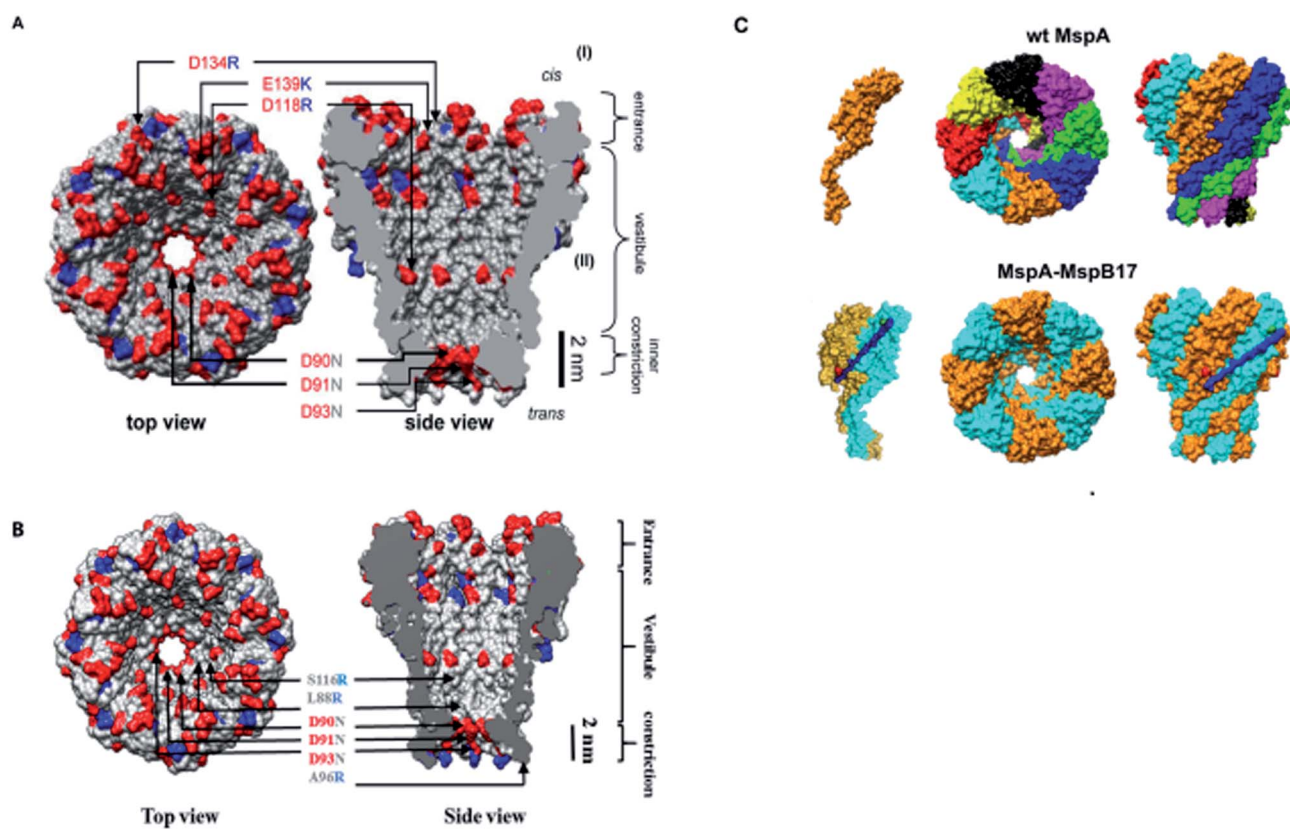 A
D134R
E139K
D118R
(I)
cis
entrance
vestibule
(II)
inner
constriction
2 nm
D90N
D91N
D93N
trans
top view
side view
B
Entrance
Vestibule
constriction
S116R
L88R
D90N
D91N
D93N
A96R
2 nm
Top view
Side view
C
wt MspA
MspA-MspB17